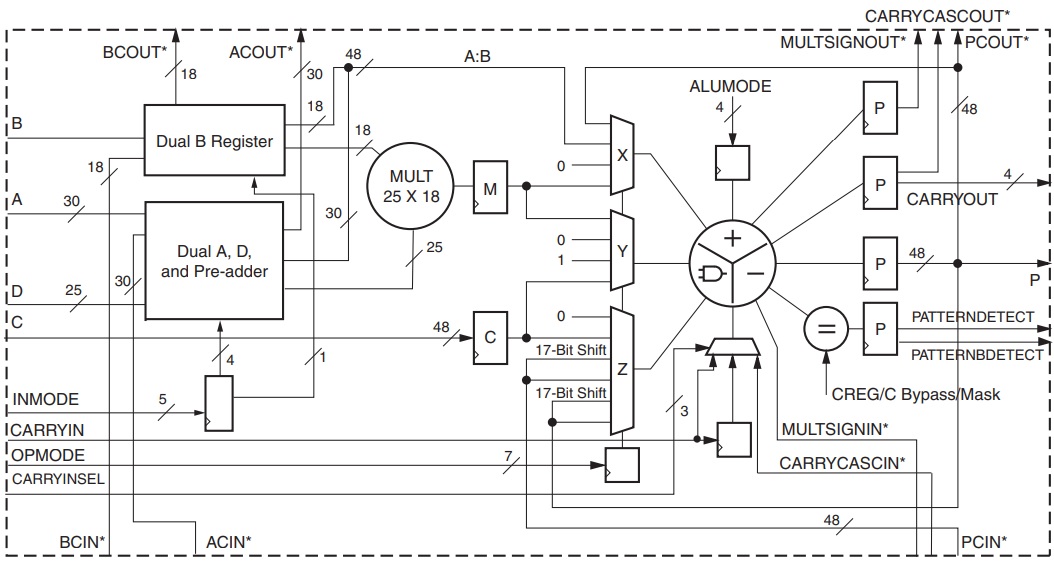 CARRYCASCOUT*
BCOUT*
ACOUT*
MULTSIGNOUT*
PCOUT*
48
A:B
18
30
ALUMODE
4
48
P
B
Dual B Register
18
18
X
0
MULT
25 X 18
M
18
A
30
30
P
4
CARRYOUT
Dual A, D,
and Pre-adder
0
1
Y
25
+
−
P
48
P
D
25
30
C
48
C
0
17-Bit Shift
17-Bit Shift
Z
=
P
PATTERNDETECT
PATTERNBDETECT
4
1
INMODE
5
3
CREG/C Bypass/Mask
CARRYIN
MULTSIGNIN*
OPMODE
7
CARRYCASCIN*
CARRYINSEL
48
BCIN*
ACIN*
PCIN*